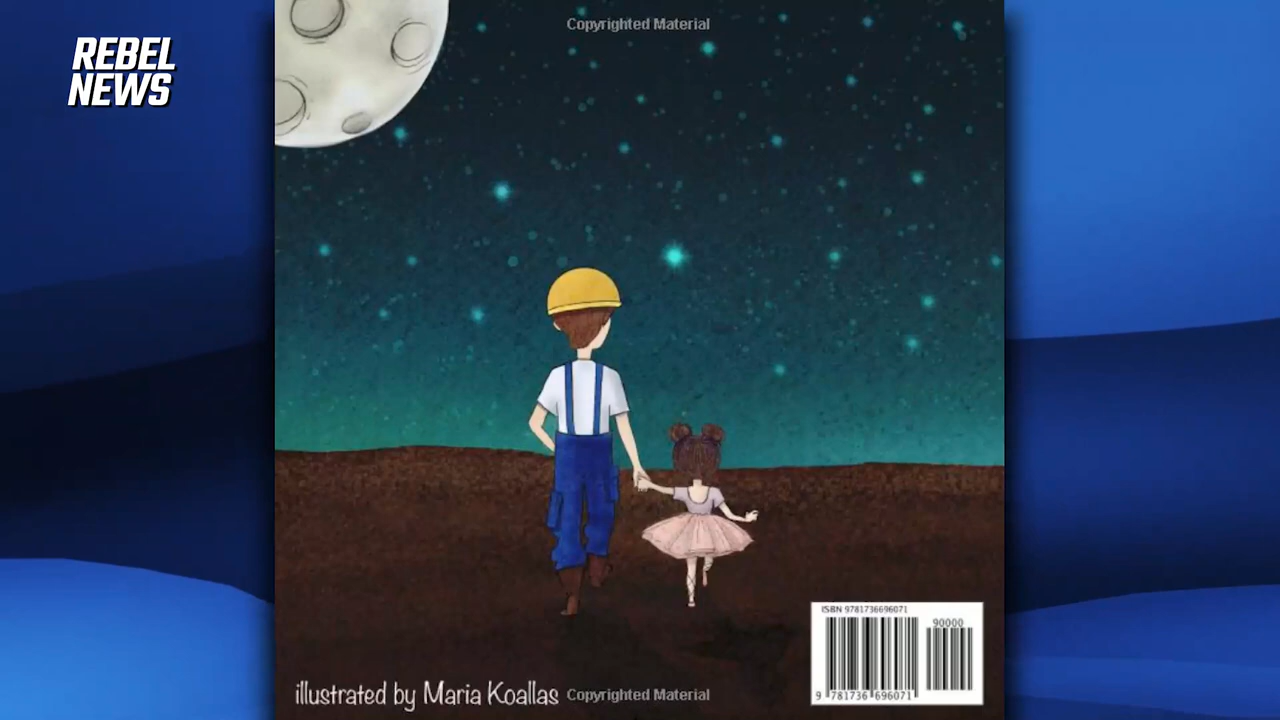 Copyrighted Material
REBEL
NEWS
ISBN 9781736696071
90000
9 781736 696071
illustrated by Maria Koallas
Copyrighted Material